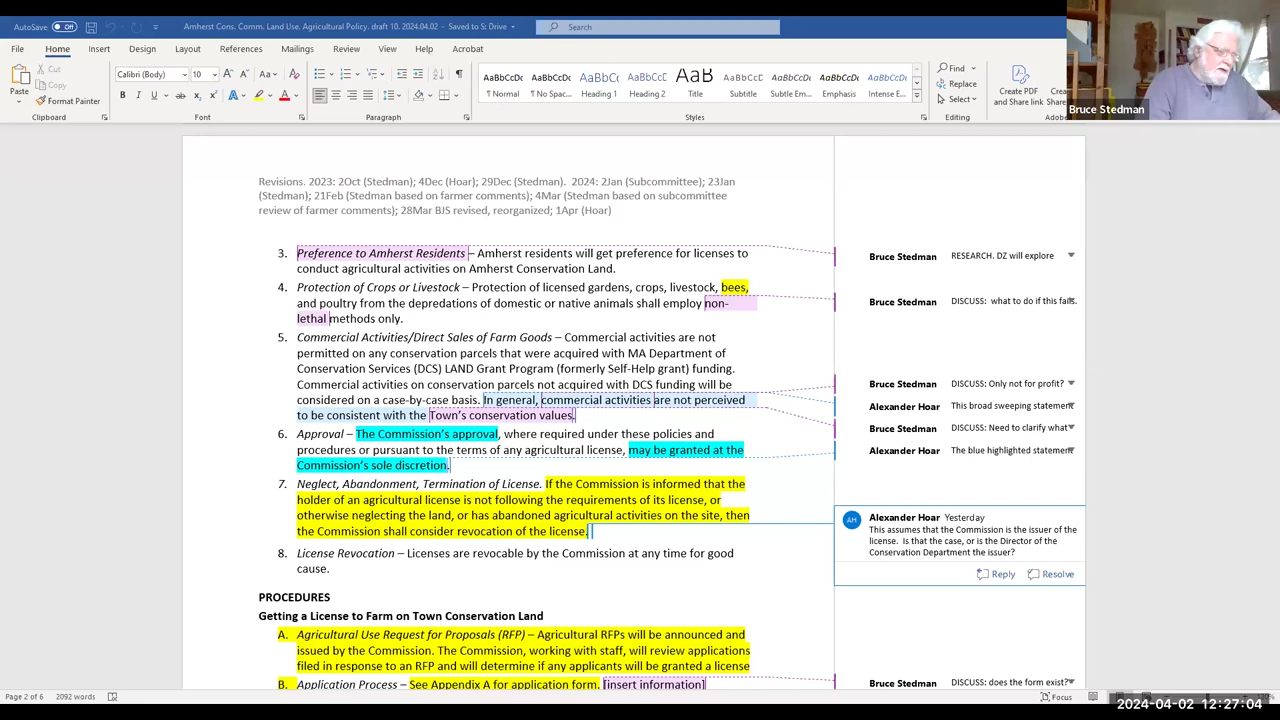 AutoSave Off Amherst Cons. Comm. Land Use. Agricultural Policy. draft 10. 2024.04.02 - Saved to S: Drive Search
File Home Insert Design Layout References Mailings Review View Help Acrobat
Paste Cut Copy Format Painter
Calibri (Body) 10
AaBbCcDc AaBbCcDc AaBbCc AaBbCcD AaB AaBbCcD AaBbCcDc AaBbCcDc AaBbCcDc
¶ Normal ¶ No Spac... Heading 1 Heading 2 Title Subtitle Subtle Em... Emphasis Intense E...
Find Replace Select
Create PDF and Share link
Clipboard Font Paragraph Styles Editing
Bruce Stedman
Revisions. 2023: 2Oct (Stedman); 4Dec (Hoar); 29Dec (Stedman). 2024: 2Jan (Subcommittee); 23Jan
(Stedman); 21Feb (Stedman based on farmer comments); 4Mar (Stedman based on subcommittee
review of farmer comments); 28Mar BJS revised, reorganized; 1Apr (Hoar)
3. Preference to Amherst Residents – Amherst residents will get preference for licenses to
conduct agricultural activities on Amherst Conservation Land.
4. Protection of Crops or Livestock – Protection of licensed gardens, crops, livestock, bees,
and poultry from the depredations of domestic or native animals shall employ non-
lethal methods only.
5. Commercial Activities/Direct Sales of Farm Goods – Commercial activities are not
permitted on any conservation parcels that were acquired with MA Department of
Conservation Services (DCS) LAND Grant Program (formerly Self-Help grant) funding.
Commercial activities on conservation parcels not acquired with DCS funding will be
considered on a case-by-case basis. In general, commercial activities are not perceived
to be consistent with the Town's conservation values.
6. Approval – The Commission's approval, where required under these policies and
procedures or pursuant to the terms of any agricultural license, may be granted at the
Commission's sole discretion.
7. Neglect, Abandonment, Termination of License. If the Commission is informed that the
holder of an agricultural license is not following the requirements of its license, or
otherwise neglecting the land, or has abandoned agricultural activities on the site, then
the Commission shall consider revocation of the license.
8. License Revocation – Licenses are revocable by the Commission at any time for good
cause.
PROCEDURES
Getting a License to Farm on Town Conservation Land
A. Agricultural Use Request for Proposals (RFP) – Agricultural RFPs will be announced and
issued by the Commission. The Commission, working with staff, will review applications
filed in response to an RFP and will determine if any applicants will be granted a license
B. Application Process – See Appendix A for application form. [insert information]
Bruce Stedman RESEARCH. DZ will explore
Bruce Stedman DISCUSS: what to do if this fails.
Bruce Stedman DISCUSS: Only not for profit?
Alexander Hoar This broad sweeping statement
Bruce Stedman DISCUSS: Need to clarify what
Alexander Hoar The blue highlighted statement
AH Alexander Hoar Yesterday
This assumes that the Commission is the issuer of the
license. Is that the case, or is the Director of the
Conservation Department the issuer?
Reply Resolve
Bruce Stedman DISCUSS: does the form exist?
Page 2 of 6 2092 words Focus
2024-04-02 12:27:04